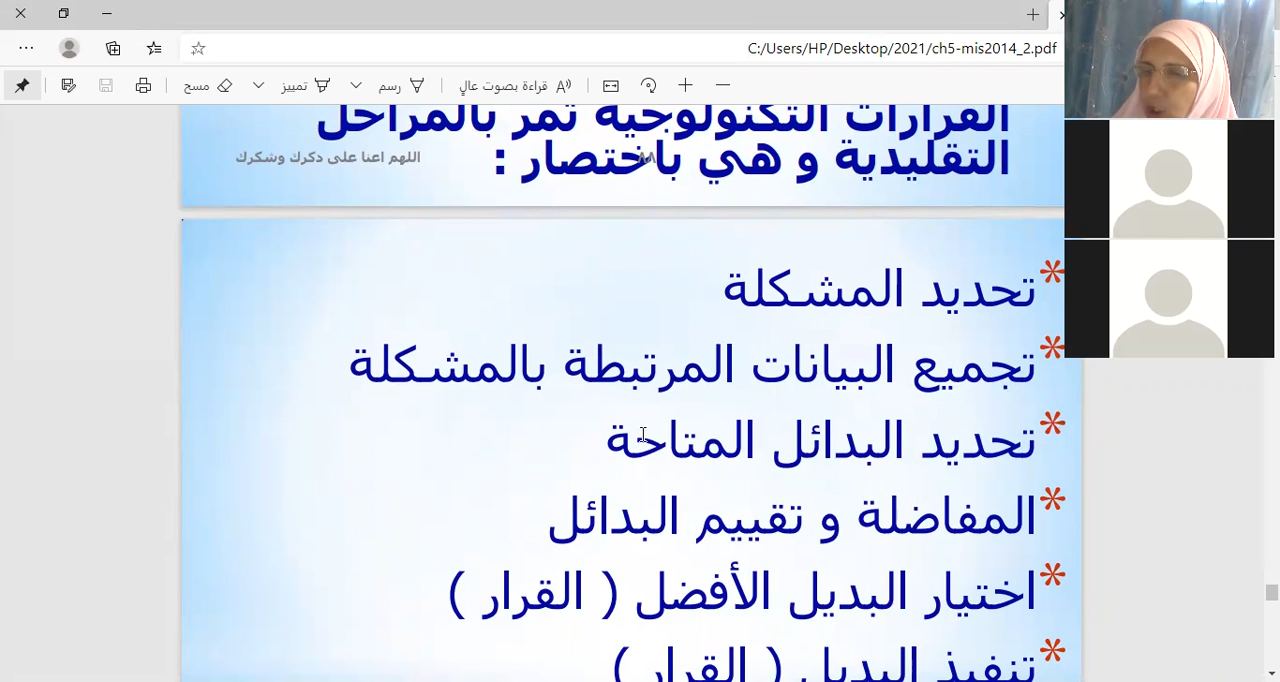 C:/Users/HP/Desktop/2021/ch5-mis2014_2.pdf
قراءة بصوت عالٍ
رسم
تمييز
مسح
القرارات التكنولوجية تمر بالمراحل
التقليدية و هي باختصار :
٨٨
اللهم اعنا على ذكرك وشكرك
* تحديد المشكلة
* تجميع البيانات المرتبطة بالمشكلة
* تحديد البدائل المتاحة
* المفاضلة و تقييم البدائل
* اختيار البديل الأفضل ( القرار )
* تنفيذ البديل ( القرار )